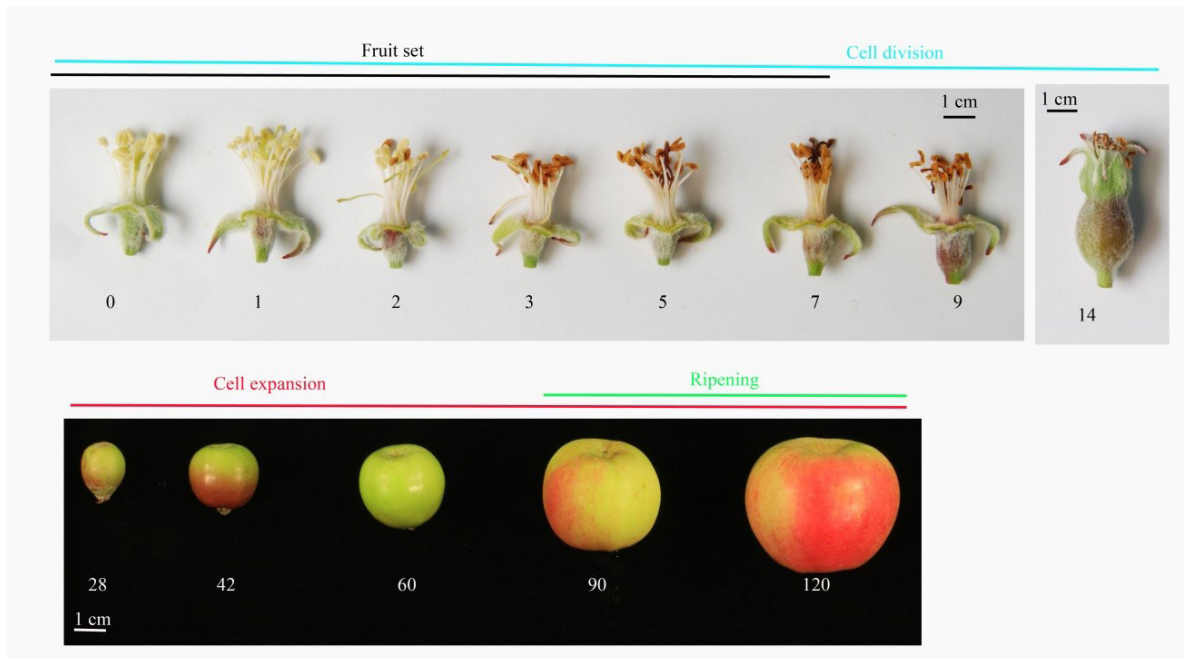 Fruit set
Cell division
1 cm
1 cm
0 1 2 3 5 7 9 14
Cell expansion
Ripening
28 42 60 90 120
1 cm